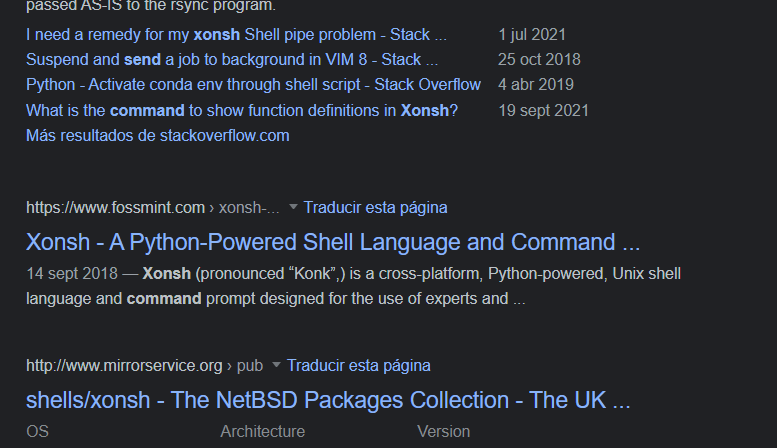 passed AS-IS to the rsync program.
I need a remedy for my xonsh Shell pipe problem - Stack ... 1 jul 2021
Suspend and send a job to background in VIM 8 - Stack ... 25 oct 2018
Python - Activate conda env through shell script - Stack Overflow 4 abr 2019
What is the command to show function definitions in Xonsh? 19 sept 2021
Más resultados de stackoverflow.com
https://www.fossmint.com › xonsh-... Traducir esta página
Xonsh - A Python-Powered Shell Language and Command ...
14 sept 2018 — Xonsh (pronounced “Konk”,) is a cross-platform, Python-powered, Unix shell
language and command prompt designed for the use of experts and ...
http://www.mirrorservice.org › pub Traducir esta página
shells/xonsh - The NetBSD Packages Collection - The UK ...
OS Architecture Version